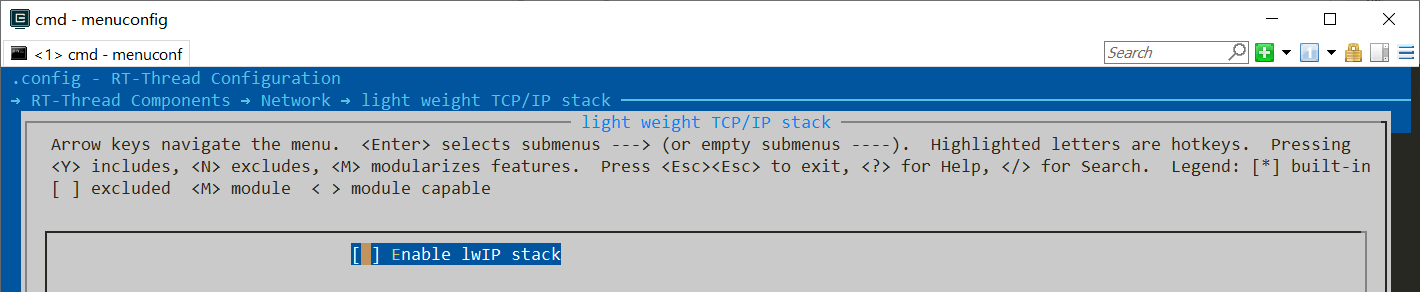 cmd - menuconfig
<1> cmd - menuconf
Search
.config - RT-Thread Configuration
→ RT-Thread Components → Network → light weight TCP/IP stack
light weight TCP/IP stack
Arrow keys navigate the menu.  <Enter> selects submenus ---> (or empty submenus ----).  Highlighted letters are hotkeys.  Pressing
<Y> includes, <N> excludes, <M> modularizes features.  Press <Esc><Esc> to exit, <?> for Help, </> for Search.  Legend: [*] built-in
[ ] excluded  <M> module  < > module capable
[ ] Enable lwIP stack